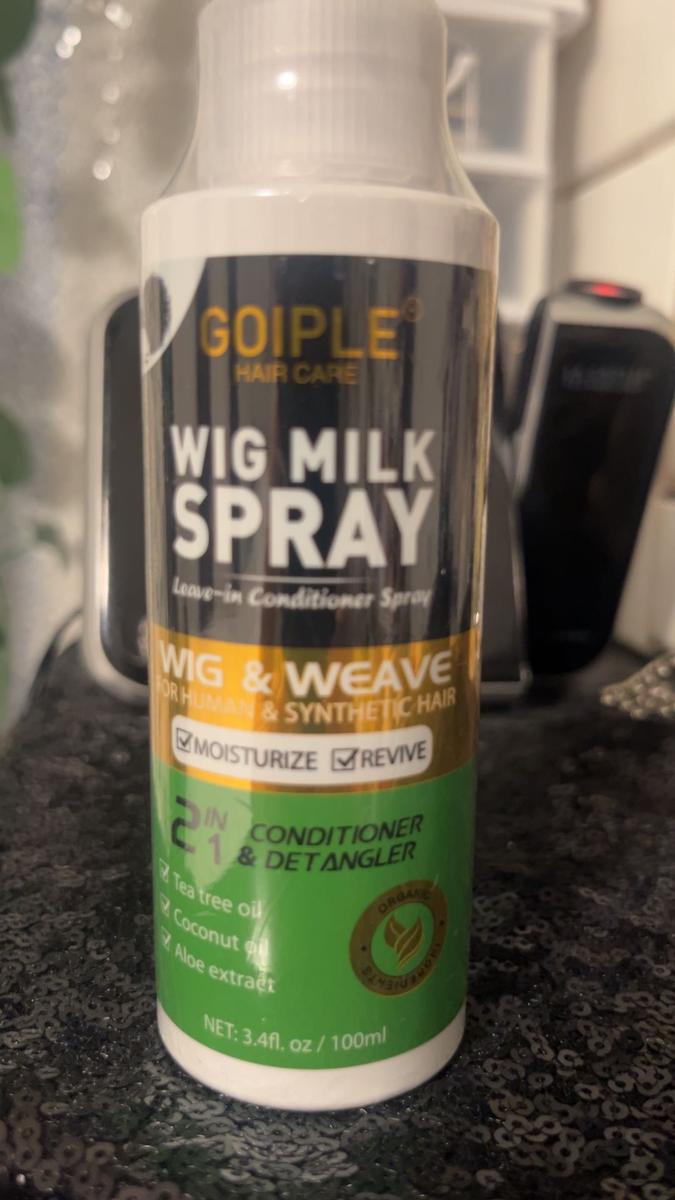 GOIPLE®
HAIR CARE
WIG MILK
SPRAY
Leave-in Conditioner Spray
WIG & WEAVE
FOR HUMAN & SYNTHETIC HAIR
MOISTURIZE REVIVE
2 IN 1 CONDITIONER
& DETANGLER
Tea tree oil
Coconut oil
Aloe extract
ORGANIC
INGREDIENTS
NET: 3.4fl. oz / 100ml